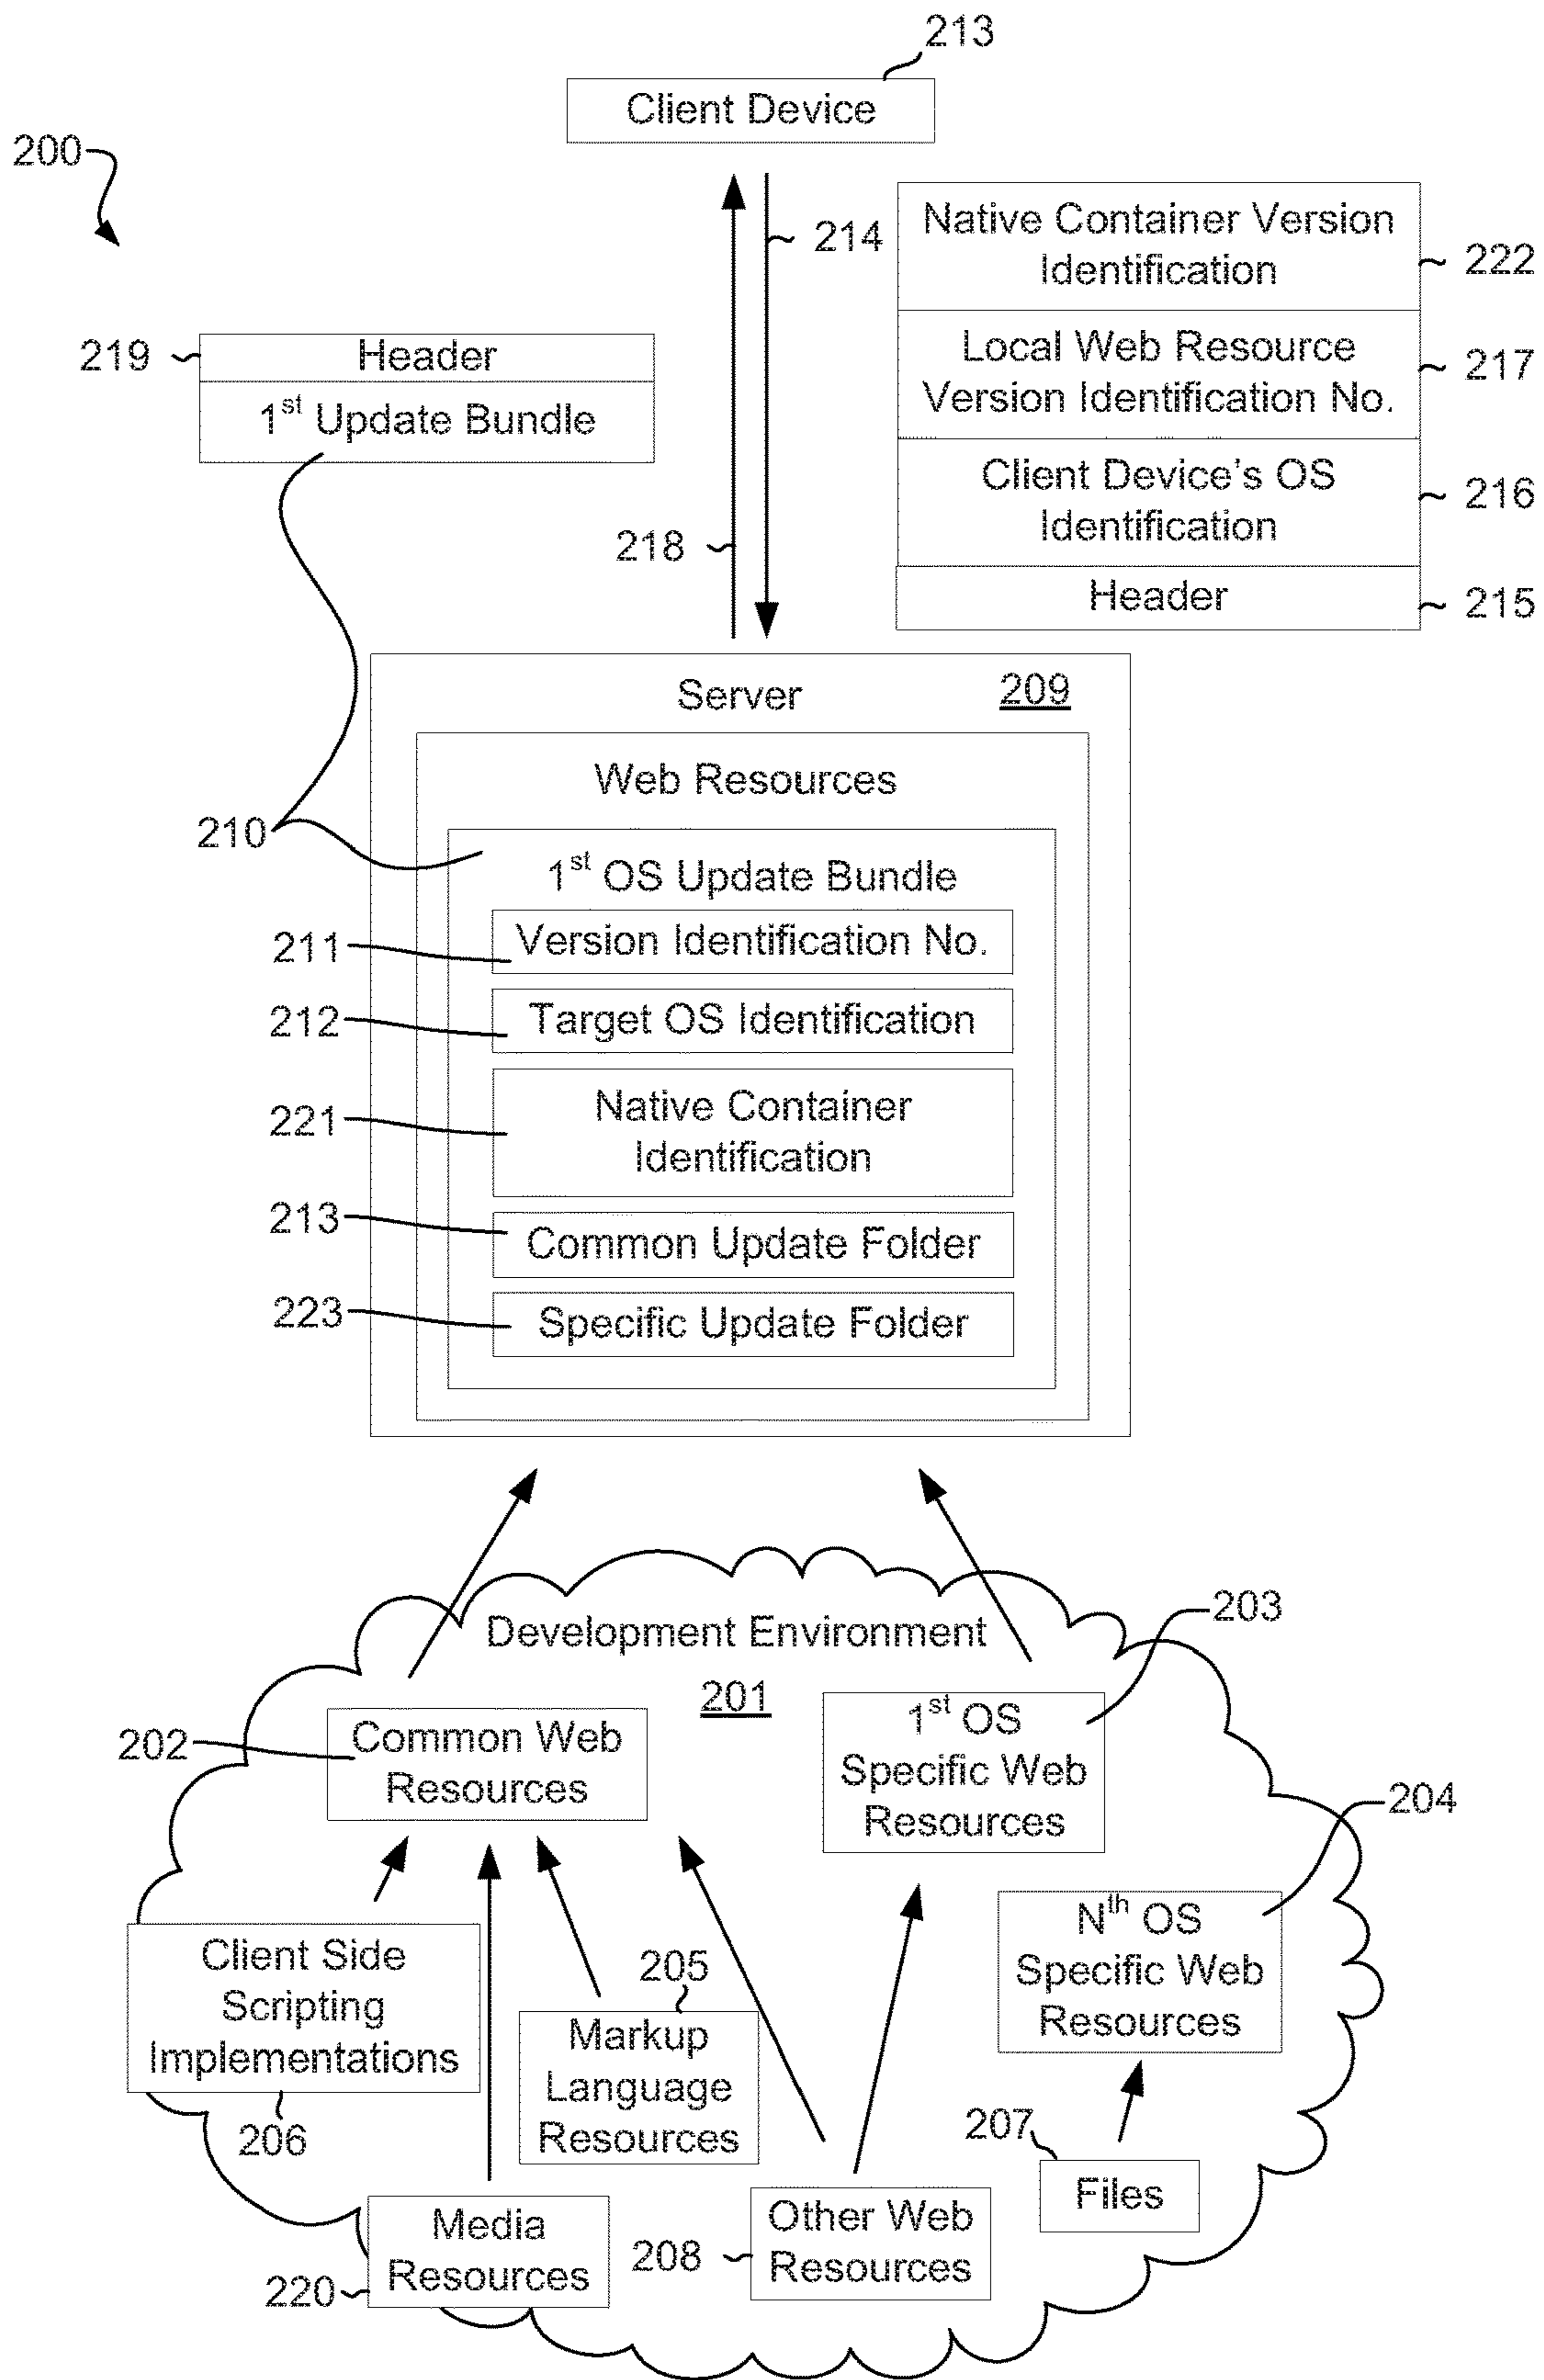 213
Client Device
200
214
Native Container Version
Identification
222
Local Web Resource
Version Identification No.
217
Client Device's OS
Identification
216
Header
215
219
Header
1st Update Bundle
218
Server
209
Web Resources
210
1st OS Update Bundle
211
Version Identification No.
212
Target OS Identification
221
Native Container
Identification
213
Common Update Folder
223
Specific Update Folder
Development Environment
201
203
202
Common Web
Resources
1st OS
Specific Web
Resources
204
Nth OS
Specific Web
Resources
Client Side
Scripting
Implementations
206
205
Markup
Language
Resources
207
Files
Media
Resources
220
208
Other Web
Resources